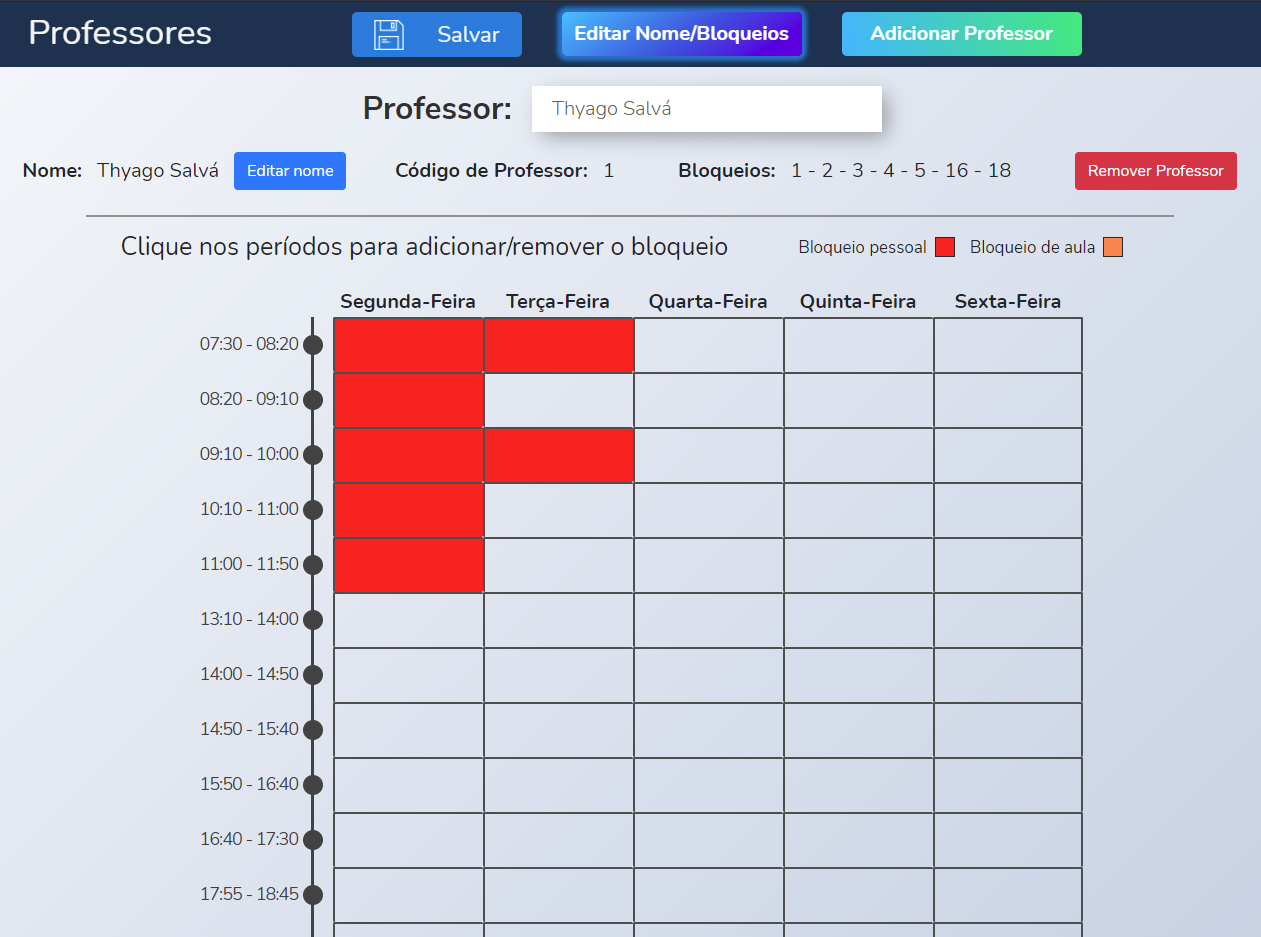 Professores
Salvar
Editar Nome/Bloqueios
Adicionar Professor
Professor: Thyago Salvá
Nome: Thyago Salvá
Editar nome
Código de Professor: 1
Bloqueios: 1 - 2 - 3 - 4 - 5 - 16 - 18
Remover Professor
Clique nos períodos para adicionar/remover o bloqueio
Bloqueio pessoal
Bloqueio de aula
Segunda-Feira
Terça-Feira
Quarta-Feira
Quinta-Feira
Sexta-Feira
07:30 - 08:20
08:20 - 09:10
09:10 - 10:00
10:10 - 11:00
11:00 - 11:50
13:10 - 14:00
14:00 - 14:50
14:50 - 15:40
15:50 - 16:40
16:40 - 17:30
17:55 - 18:45